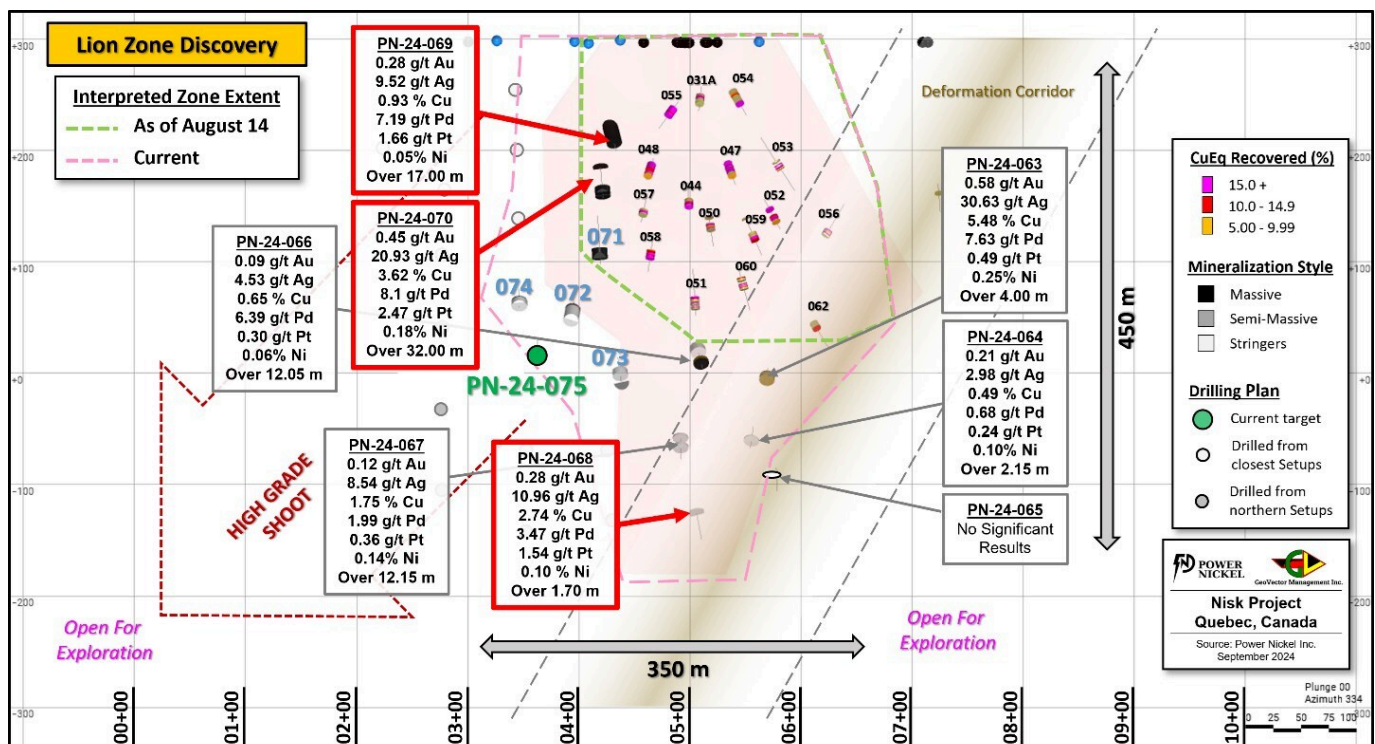 Lion Zone Discovery
Interpreted Zone Extent
As of August 14
Current
PN-24-069
0.28 g/t Au
9.52 g/t Ag
0.93 % Cu
7.19 g/t Pd
1.66 g/t Pt
0.05% Ni
Over 17.00 m
PN-24-070
0.45 g/t Au
20.93 g/t Ag
3.62 % Cu
8.1 g/t Pd
2.47 g/t Pt
0.18% Ni
Over 32.00 m
PN-24-066
0.09 g/t Au
4.53 g/t Ag
0.65 % Cu
6.39 g/t Pd
0.30 g/t Pt
0.06% Ni
Over 12.05 m
PN-24-067
0.12 g/t Au
8.54 g/t Ag
1.75 % Cu
1.99 g/t Pd
0.36 g/t Pt
0.14% Ni
Over 12.15 m
PN-24-068
0.28 g/t Au
10.96 g/t Ag
2.74 % Cu
3.47 g/t Pd
1.54 g/t Pt
0.10 % Ni
Over 1.70 m
PN-24-063
0.58 g/t Au
30.63 g/t Ag
5.48 % Cu
7.63 g/t Pd
0.49 g/t Pt
0.25% Ni
Over 4.00 m
PN-24-064
0.21 g/t Au
2.98 g/t Ag
0.49 % Cu
0.68 g/t Pd
0.24 g/t Pt
0.10% Ni
Over 2.15 m
PN-24-065
No Significant
Results
031A
054
055
048
047
053
057
044
052
050
059
056
058
060
051
062
071
074
072
073
PN-24-075
HIGH GRADE
SHOOT
Deformation Corridor
450 m
350 m
Open For
Exploration
Open For
Exploration
CuEq Recovered (%)
15.0 +
10.0 - 14.9
5.00 - 9.99
Mineralization Style
Massive
Semi-Massive
Stringers
Drilling Plan
Current target
Drilled from
closest Setups
Drilled from
northern Setups
POWER
NICKEL
GeoVector Management Inc.
Nisk Project
Quebec, Canada
Source: Power Nickel Inc.
September 2024
Plunge 00
Azimuth 334
0 25 50 75 100
+300
+200
+100
+0
-100
-200
-300
+300
+200
+100
+0
-100
-200
-300
00+00
01+00
02+00
03+00
04+00
05+00
06+00
07+00
08+00
09+00
10+00